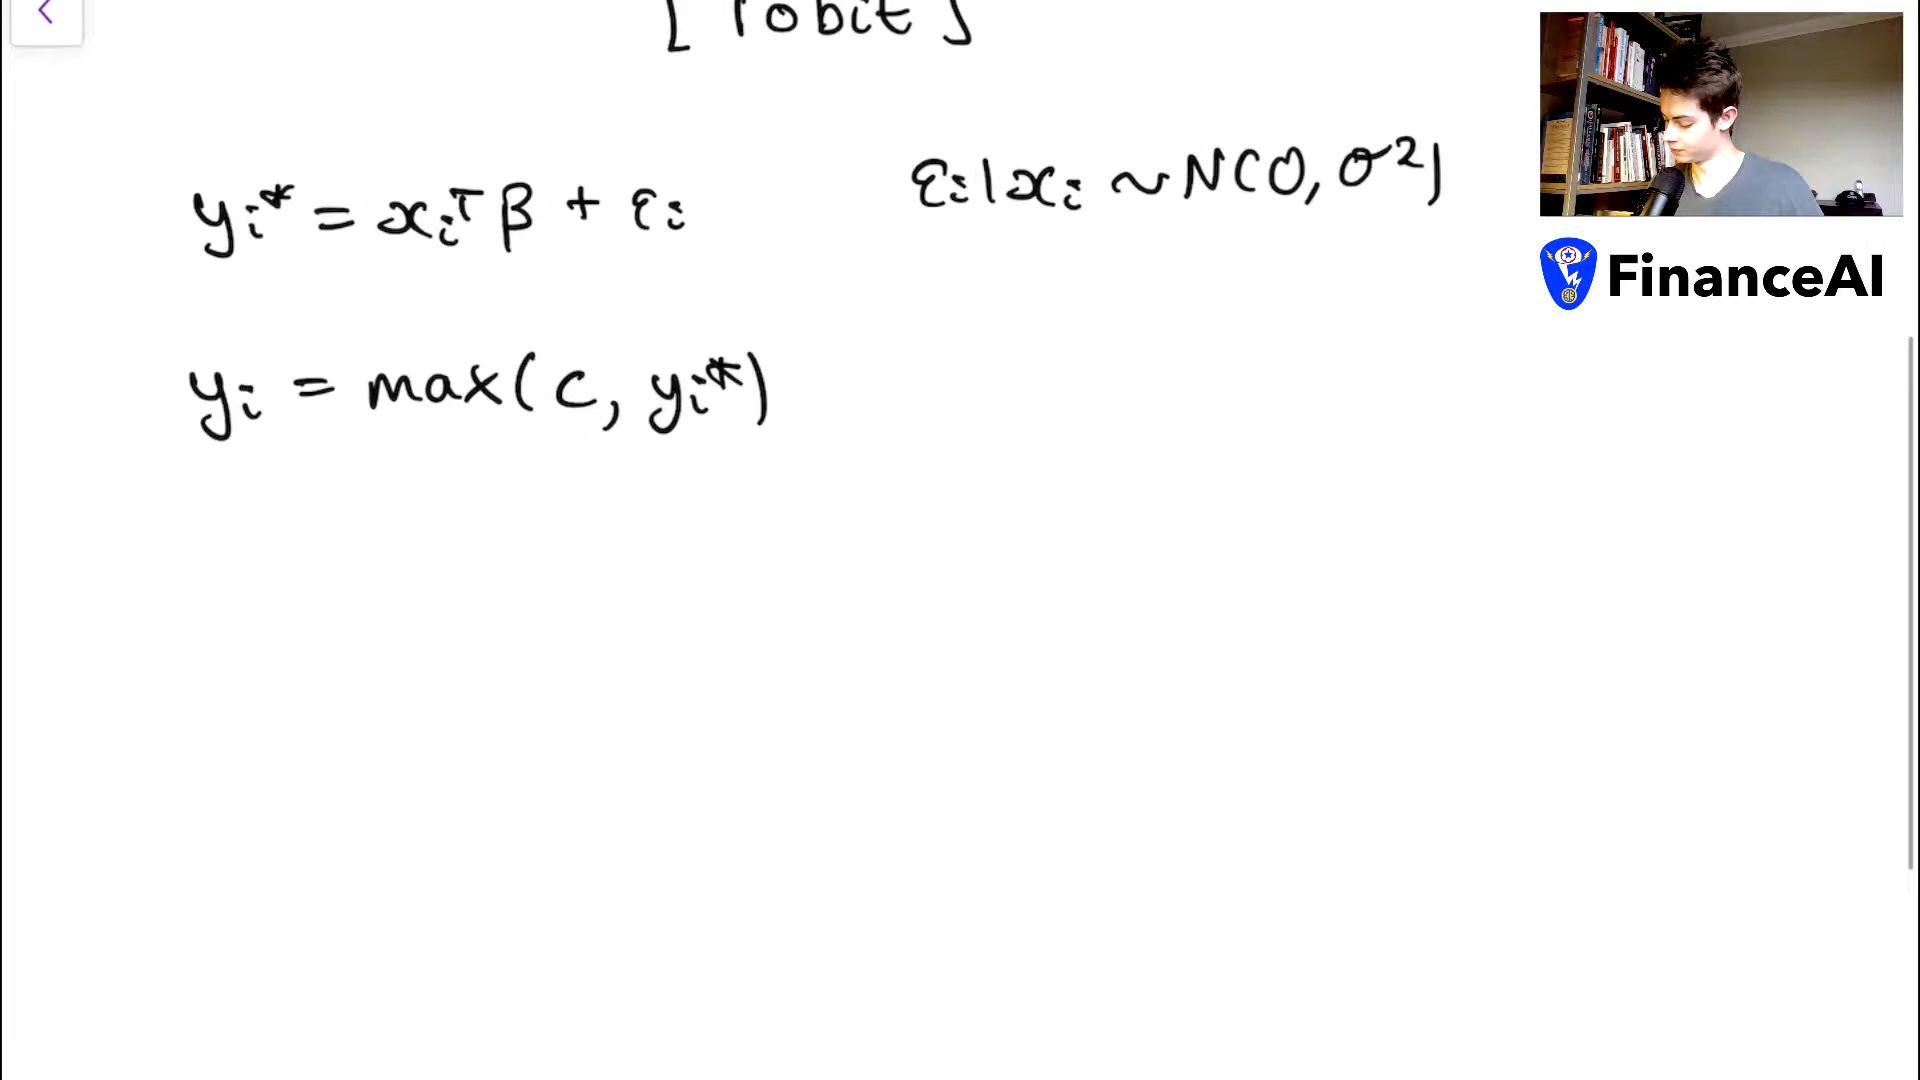 [Tobit]
yᵢ* = xᵢᵀβ + εᵢ
εᵢ|xᵢ ~ N(0, σ²)
yᵢ = max(c, yᵢ*)
FinanceAI